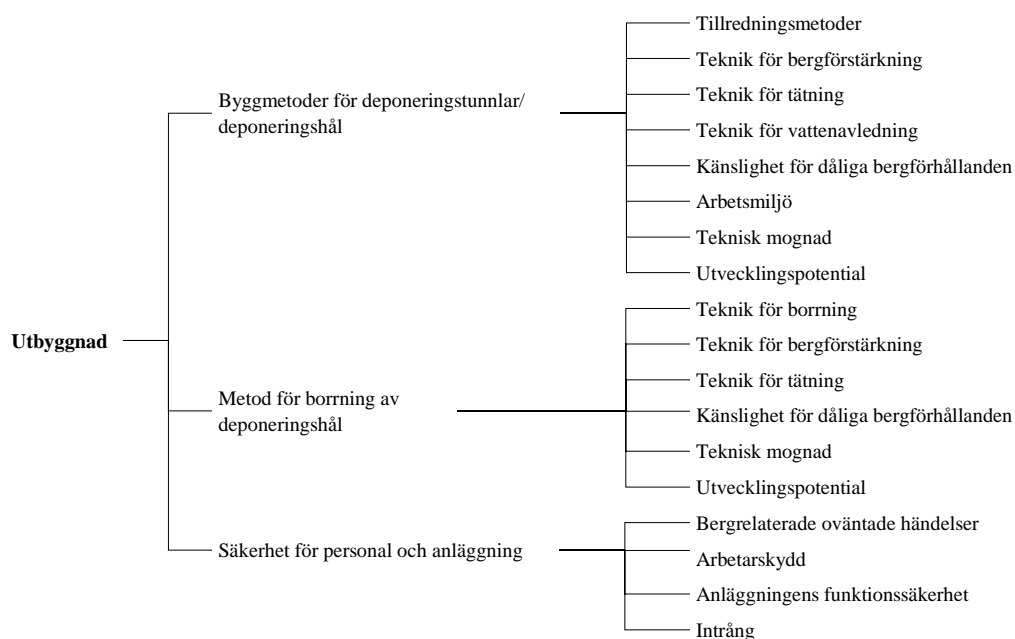 Utbyggnad
Byggmetoder för deponeringstunnlar/
deponeringshål
Tillredningsmetoder
Teknik för bergförstärkning
Teknik för tätning
Teknik för vattenavledning
Känslighet för dåliga bergförhållanden
Arbetsmiljö
Teknisk mognad
Utvecklingspotential
Metod för borrning av
deponeringshål
Teknik för borrning
Teknik för bergförstärkning
Teknik för tätning
Känslighet för dåliga bergförhållanden
Teknisk mognad
Utvecklingspotential
Säkerhet för personal och anläggning
Bergrelaterade oväntade händelser
Arbetarskydd
Anläggningens funktionssäkerhet
Intrång